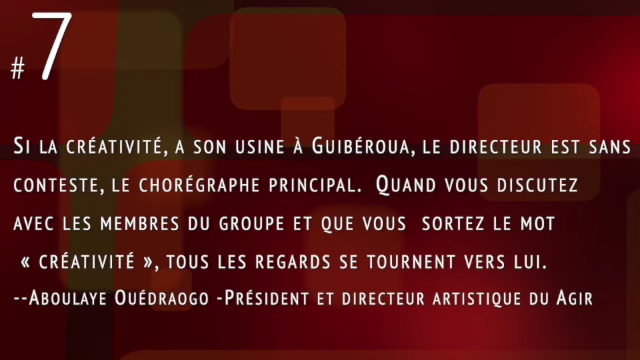 #7
Si la créativité, a son usine à Guibéroua, le directeur est sans
conteste, le chorégraphe principal. Quand vous discutez
avec les membres du groupe et que vous sortez le mot
« créativité », tous les regards se tournent vers lui.
--Aboulaye Ouédraogo -Président et directeur artistique du Agir